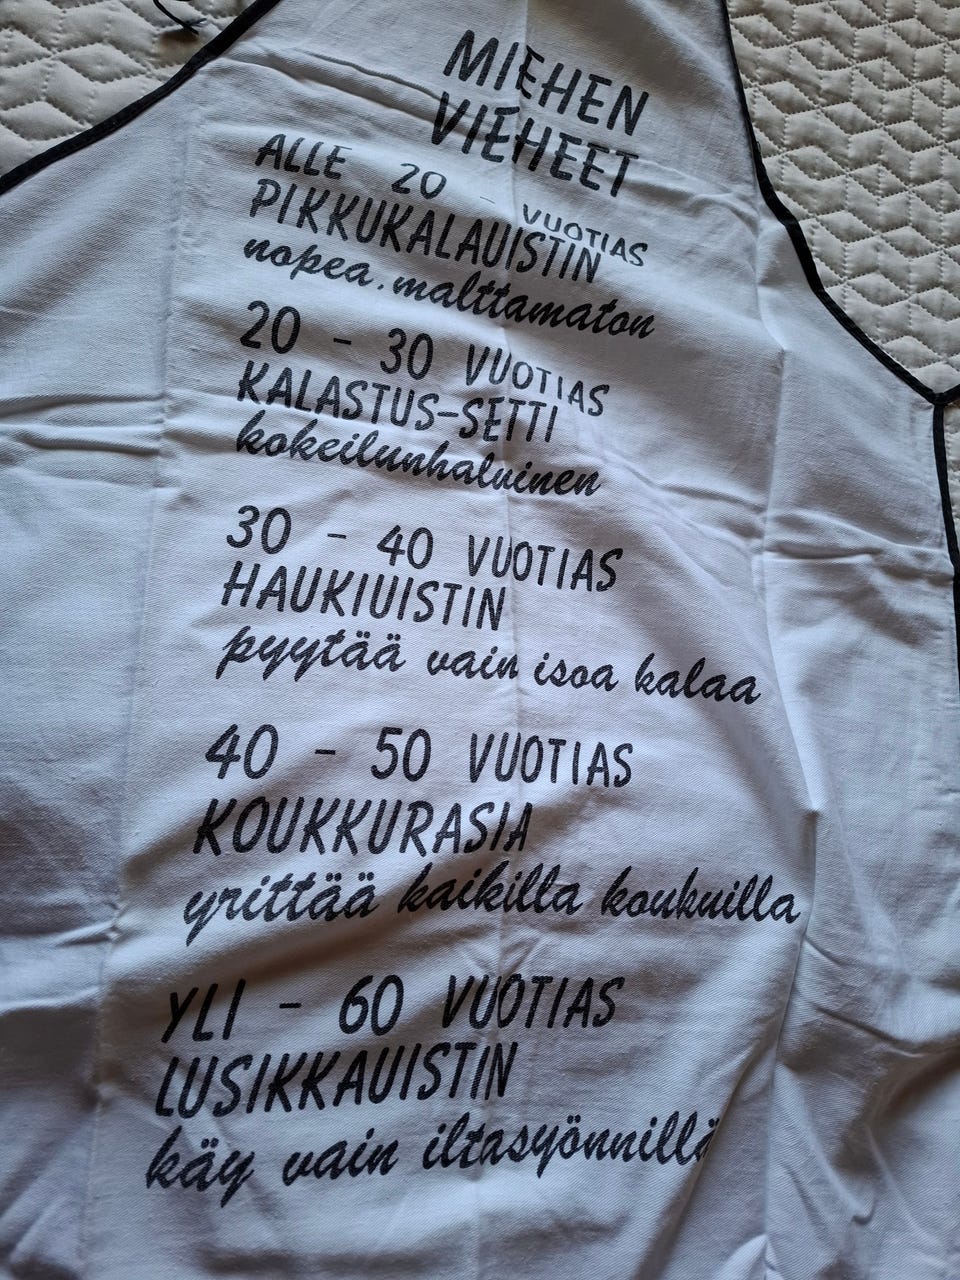 MIEHEN
VIEHEET
ALLE 20 - VUOTIAS
PIKKUKALAUISTIN
nopea.malttamaton
20 - 30 VUOTIAS
KALASTUS-SETTI
kokeilunhaluinen
30 - 40 VUOTIAS
HAUKIUISTIN
pyytää vain isoa kalaa
40 - 50 VUOTIAS
KOUKKURASIA
yrittää kaikilla koukuilla
YLI - 60 VUOTIAS
LUSIKKAUISTIN
käy vain iltasyönnillä